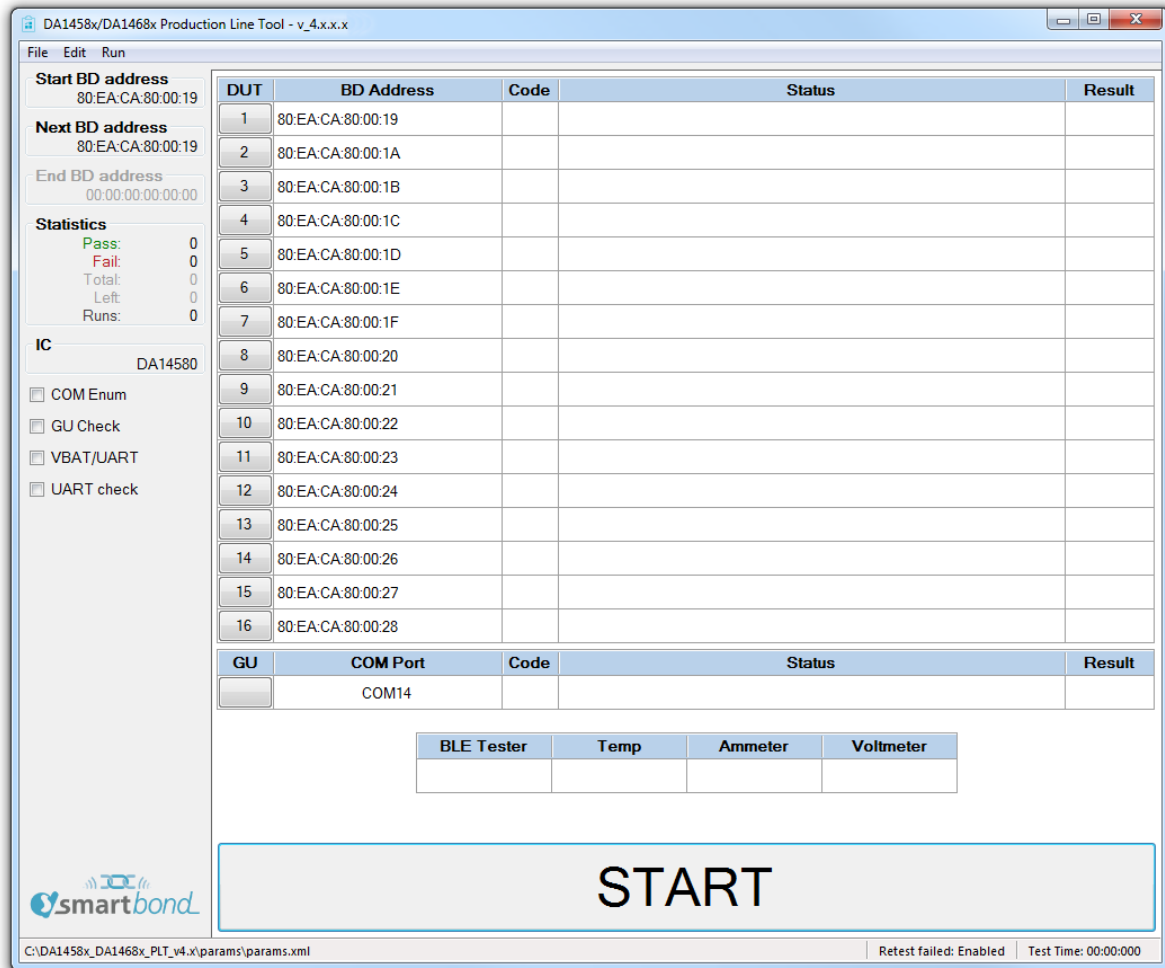 DA1458x/DA1468x Production Line Tool - v_4.x.x.x
File Edit Run
Start BD address
80:EA:CA:80:00:19
Next BD address
80:EA:CA:80:00:19
End BD address
00:00:00:00:00:00
Statistics
Pass: 0
Fail: 0
Total: 0
Left: 0
Runs: 0
IC
DA14580
COM Enum
GU Check
VBAT/UART
UART check
DUT BD Address Code Status Result
1 80:EA:CA:80:00:19
2 80:EA:CA:80:00:1A
3 80:EA:CA:80:00:1B
4 80:EA:CA:80:00:1C
5 80:EA:CA:80:00:1D
6 80:EA:CA:80:00:1E
7 80:EA:CA:80:00:1F
8 80:EA:CA:80:00:20
9 80:EA:CA:80:00:21
10 80:EA:CA:80:00:22
11 80:EA:CA:80:00:23
12 80:EA:CA:80:00:24
13 80:EA:CA:80:00:25
14 80:EA:CA:80:00:26
15 80:EA:CA:80:00:27
16 80:EA:CA:80:00:28
GU COM Port Code Status Result
COM14
BLE Tester Temp Ammeter Voltmeter
START
smartbond
C:\DA1458x_DA1468x_PLT_v4.x\params\params.xml
Retest failed: Enabled Test Time: 00:00:000